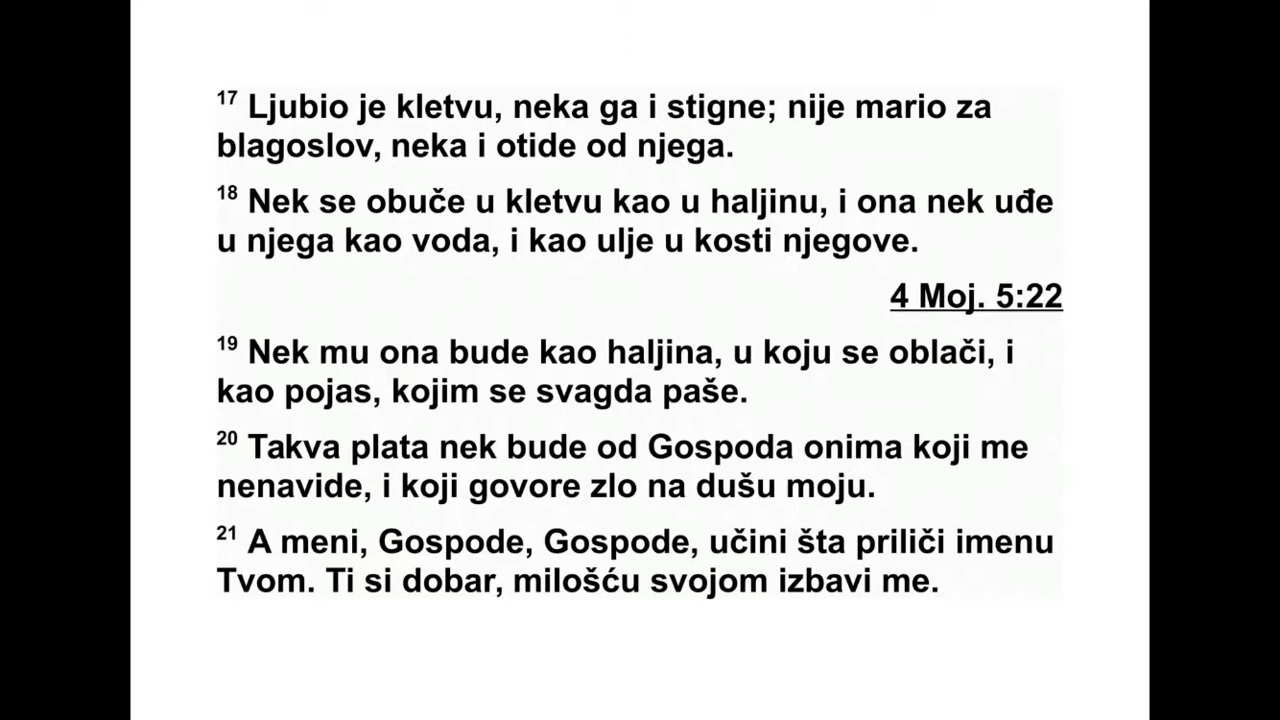 17 Ljubio je kletvu, neka ga i stigne; nije mario za
blagoslov, neka i otide od njega.
18 Nek se obuče u kletvu kao u haljinu, i ona nek uđe
u njega kao voda, i kao ulje u kosti njegove.
4 Moj. 5:22
19 Nek mu ona bude kao haljina, u koju se oblači, i
kao pojas, kojim se svagda paše.
20 Takva plata nek bude od Gospoda onima koji me
nenavide, i koji govore zlo na dušu moju.
21 A meni, Gospode, Gospode, učini šta priliči imenu
Tvom. Ti si dobar, milošću svojom izbavi me.